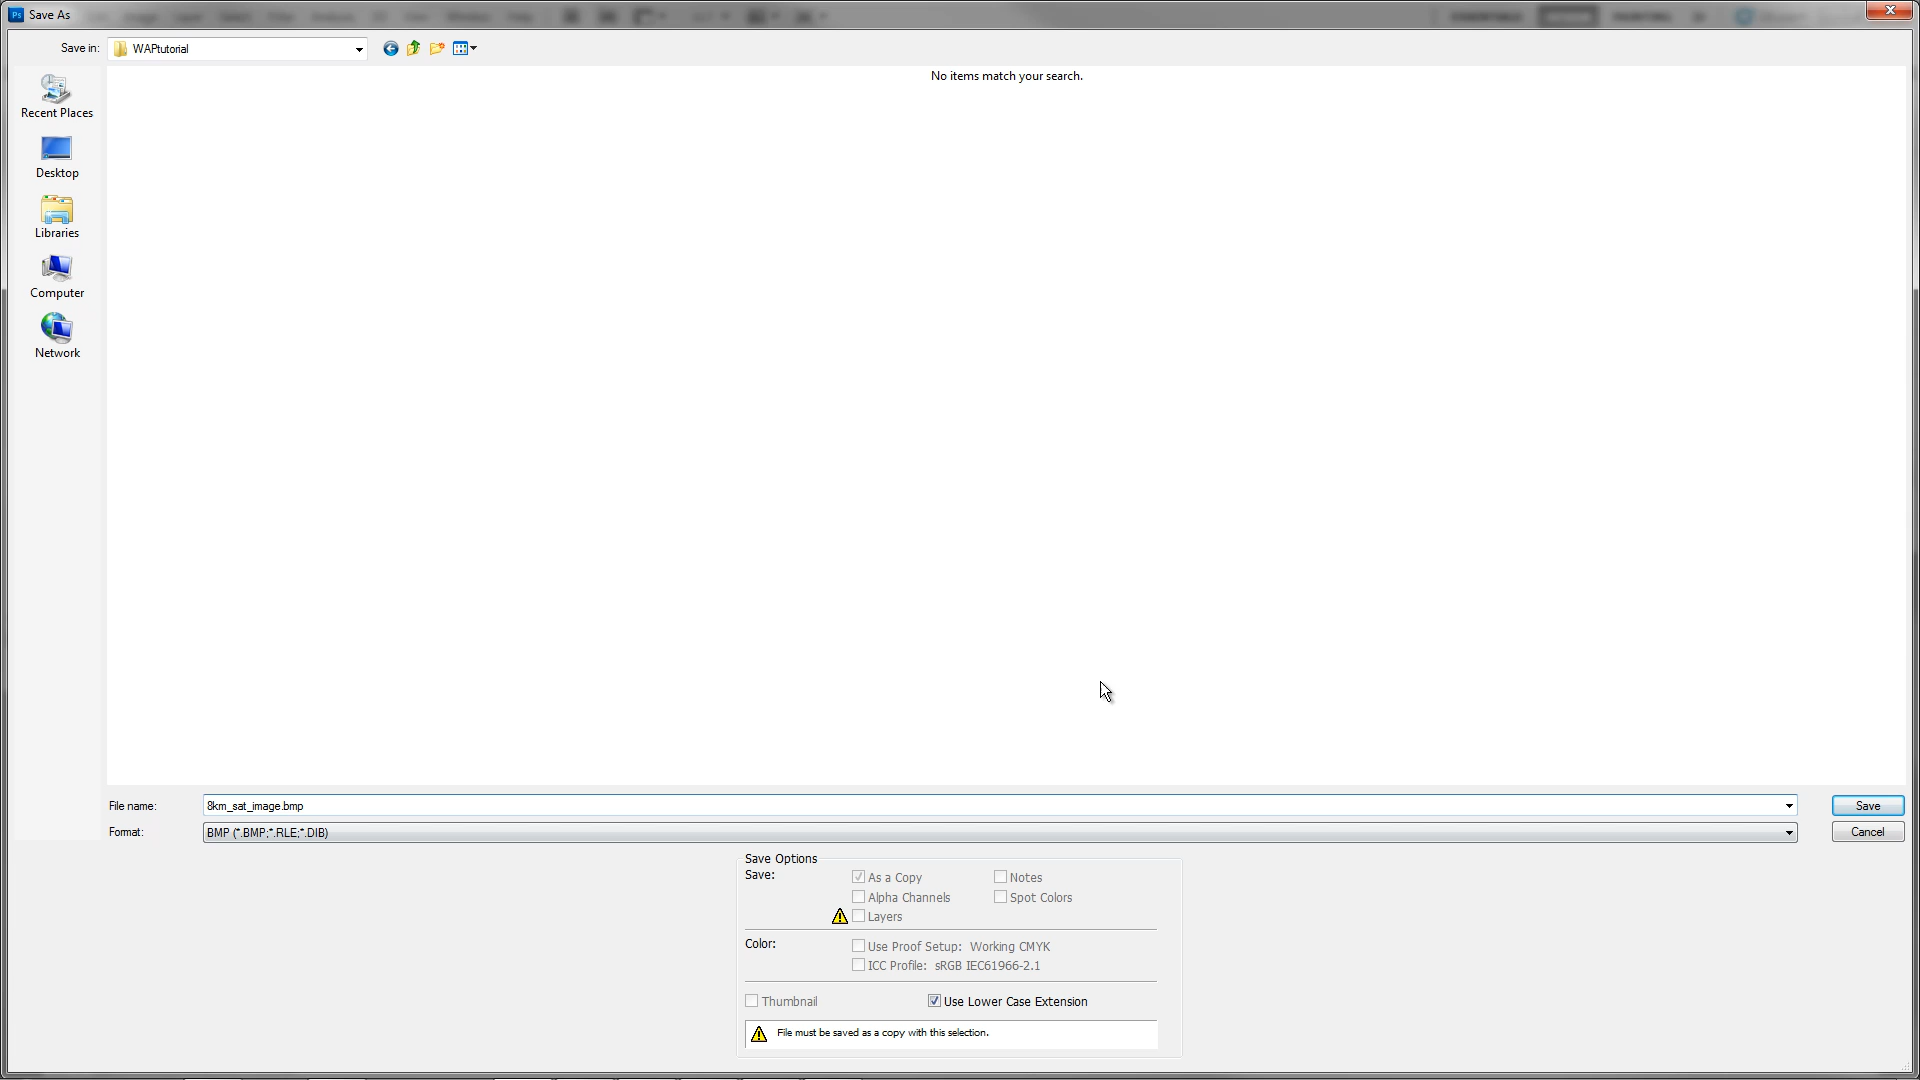 Save As
Save in: WAPtutorial
No items match your search.
Recent Places
Desktop
Libraries
Computer
Network
File name: 8km_sat_image.bmp Save
Format: BMP (*.BMP;*.RLE;*.DIB) Cancel
Save Options
Save: As a Copy Notes
Alpha Channels Spot Colors
Layers
Color: Use Proof Setup: Working CMYK
ICC Profile: sRGB IEC61966-2.1
Thumbnail Use Lower Case Extension
File must be saved as a copy with this selection.